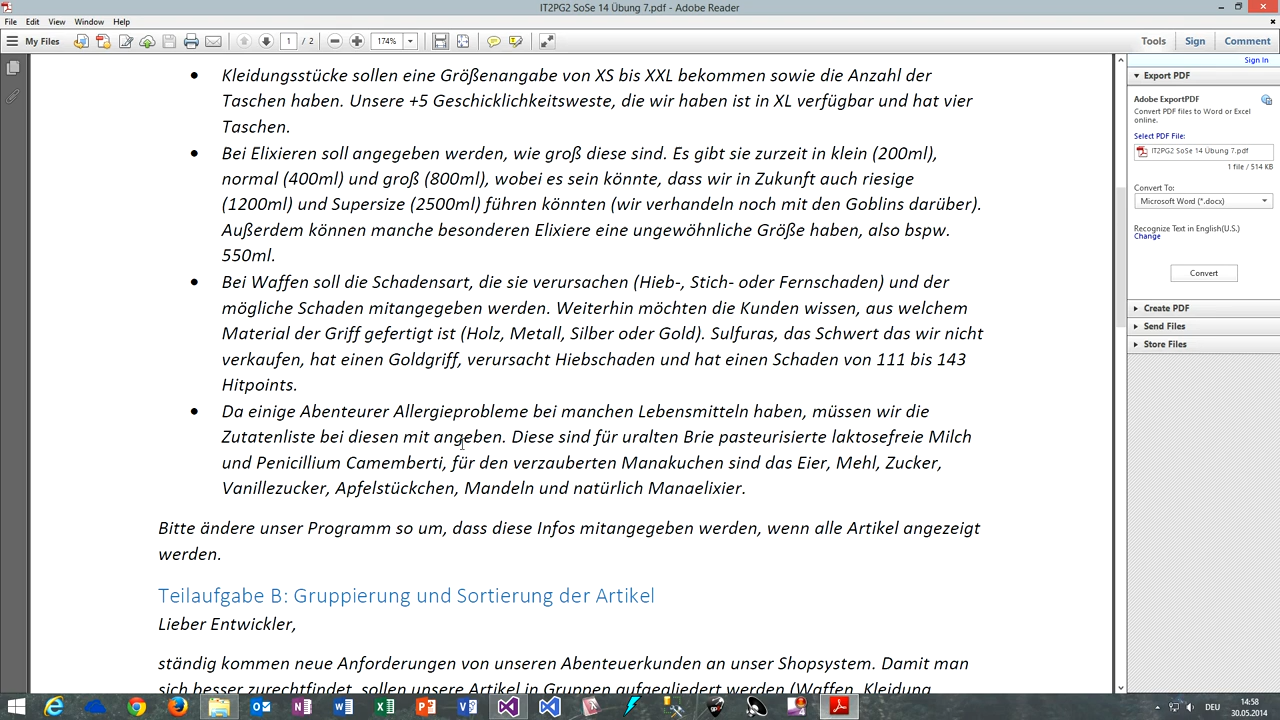 IT2PG2 SoSe 14 Übung 7.pdf - Adobe Reader
File Edit View Window Help
My Files 1 / 2 174% Tools Sign Comment
Sign In
Export PDF
Adobe ExportPDF
Convert PDF files to Word or Excel
online.
Select PDF File:
IT2PG2 SoSe 14 Übung 7.pdf
1 file / 514 KB
Convert To:
Microsoft Word (*.docx)
Recognize Text in English(U.S.)
Change
Convert
Create PDF
Send Files
Store Files
• Kleidungsstücke sollen eine Größenangabe von XS bis XXL bekommen sowie die Anzahl der
Taschen haben. Unsere +5 Geschicklichkeitsweste, die wir haben ist in XL verfügbar und hat vier
Taschen.
• Bei Elixieren soll angegeben werden, wie groß diese sind. Es gibt sie zurzeit in klein (200ml),
normal (400ml) und groß (800ml), wobei es sein könnte, dass wir in Zukunft auch riesige
(1200ml) und Supersize (2500ml) führen könnten (wir verhandeln noch mit den Goblins darüber).
Außerdem können manche besonderen Elixiere eine ungewöhnliche Größe haben, also bspw.
550ml.
• Bei Waffen soll die Schadensart, die sie verursachen (Hieb-, Stich- oder Fernschaden) und der
mögliche Schaden mitangegeben werden. Weiterhin möchten die Kunden wissen, aus welchem
Material der Griff gefertigt ist (Holz, Metall, Silber oder Gold). Sulfuras, das Schwert das wir nicht
verkaufen, hat einen Goldgriff, verursacht Hiebschaden und hat einen Schaden von 111 bis 143
Hitpoints.
• Da einige Abenteurer Allergieprobleme bei manchen Lebensmitteln haben, müssen wir die
Zutatenliste bei diesen mit angeben. Diese sind für uralten Brie pasteurisierte laktosefreie Milch
und Penicillium Camemberti, für den verzauberten Manakuchen sind das Eier, Mehl, Zucker,
Vanillezucker, Apfelstückchen, Mandeln und natürlich Manaelixier.
Bitte ändere unser Programm so um, dass diese Infos mitangegeben werden, wenn alle Artikel angezeigt
werden.
Teilaufgabe B: Gruppierung und Sortierung der Artikel
Lieber Entwickler,
ständig kommen neue Anforderungen von unseren Abenteuerkunden an unser Shopsystem. Damit man
sich besser zurechtfindet, sollen unsere Artikel in Gruppen aufgegliedert werden (Waffen, Kleidung,
DEU
14:58
30.05.2014